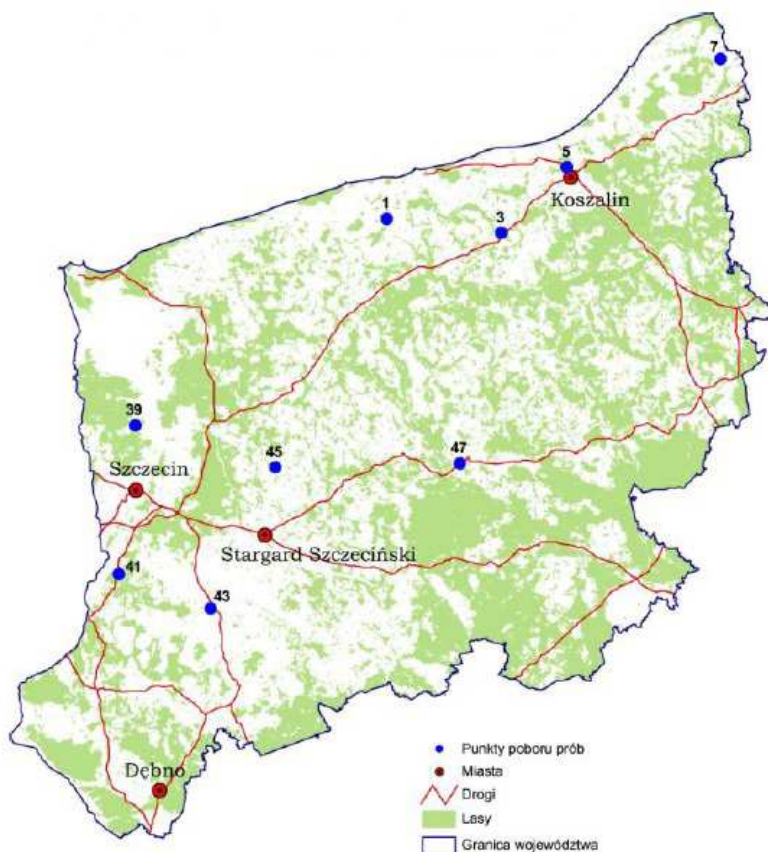 7
5
Koszalin
1
3
39
45
47
Szczecin
Stargard Szczeciński
41
43
Dębno
Punkty poboru prób
Miasta
Drogi
Lasy
Granica województwa